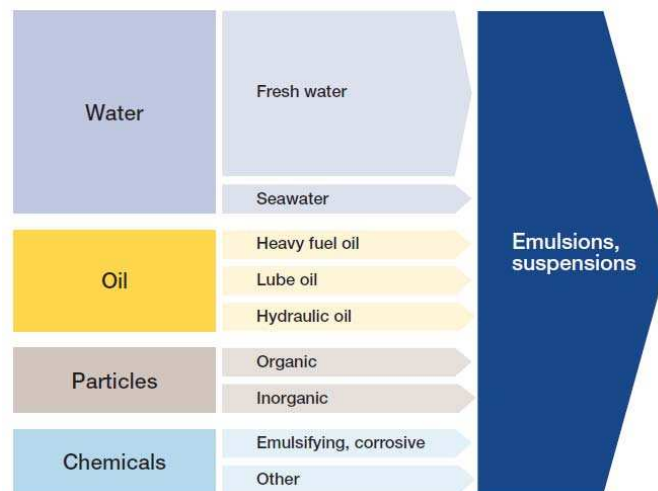 Water
Fresh water
Seawater
Oil
Heavy fuel oil
Lube oil
Hydraulic oil
Particles
Organic
Inorganic
Chemicals
Emulsifying, corrosive
Other
Emulsions,
suspensions